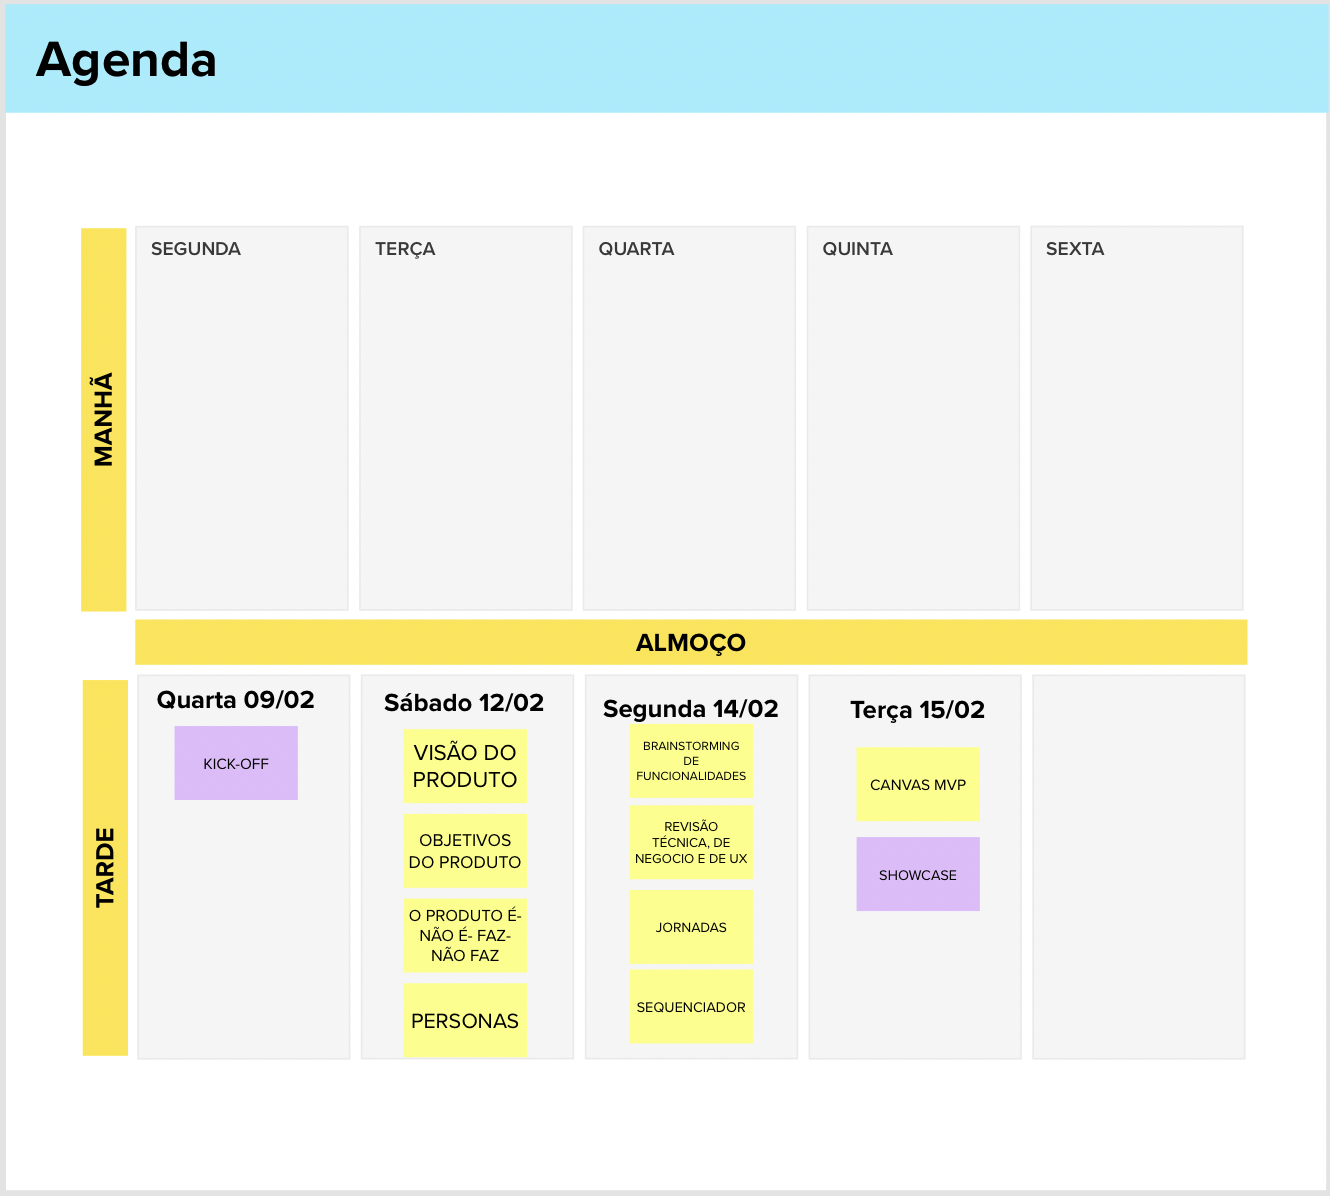 Agenda
SEGUNDA
TERÇA
QUARTA
QUINTA
SEXTA
MANHÃ
ALMOÇO
TARDE
Quarta 09/02
KICK-OFF
Sábado 12/02
VISÃO DO
PRODUTO
OBJETIVOS
DO PRODUTO
O PRODUTO É-
NÃO É- FAZ-
NÃO FAZ
PERSONAS
Segunda 14/02
BRAINSTORMING
DE
FUNCIONALIDADES
REVISÃO
TÉCNICA, DE
NEGOCIO E DE UX
JORNADAS
SEQUENCIADOR
Terça 15/02
CANVAS MVP
SHOWCASE